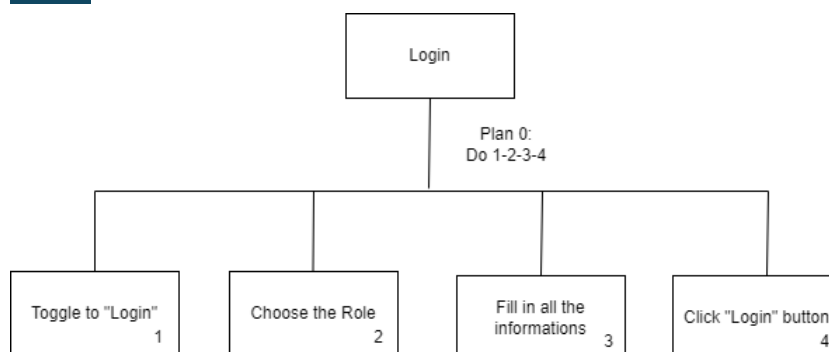 Login
Plan 0:
Do 1-2-3-4
Toggle to "Login"
1
Choose the Role
2
Fill in all the
informations
3
Click "Login" button
4